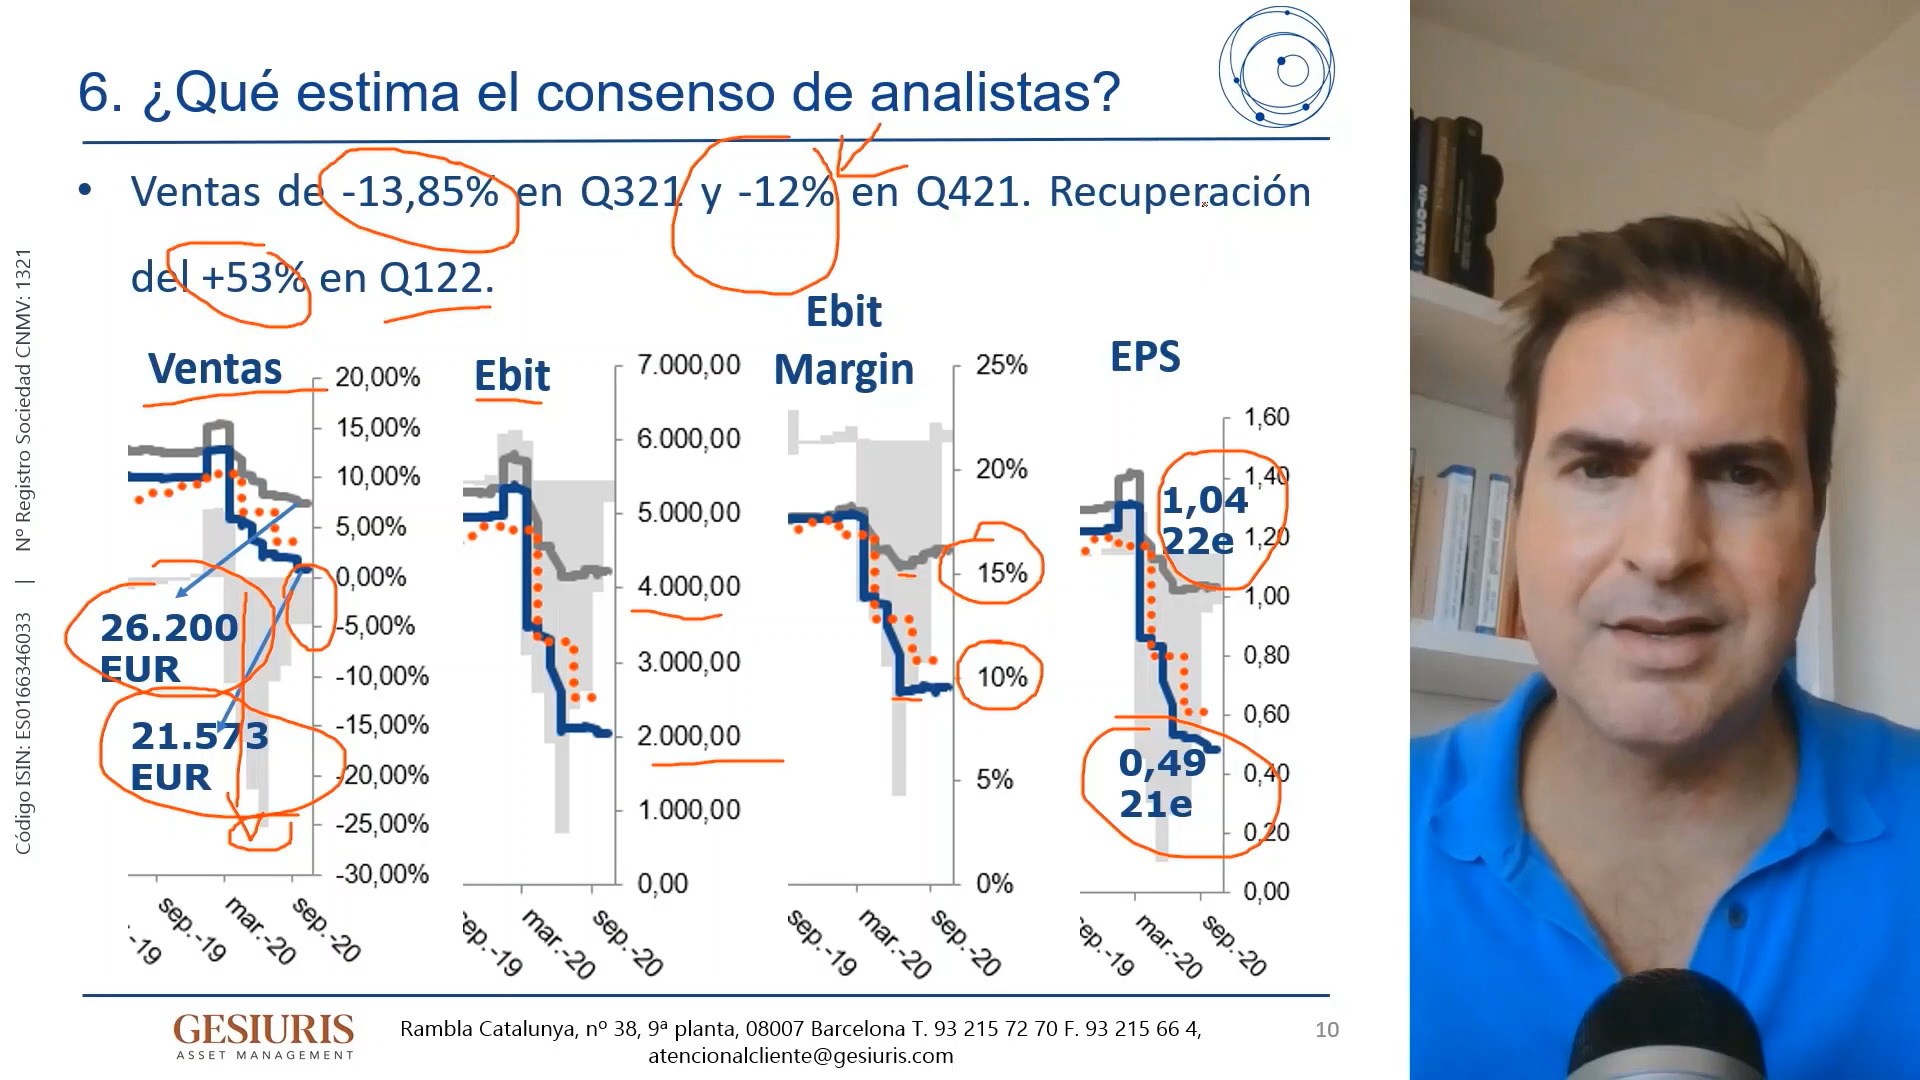 6. ¿Qué estima el consenso de analistas?
• Ventas de -13,85% en Q321 y -12% en Q421. Recuperación
del +53% en Q122.
Código ISIN: ES0166346033 | Nº Registro Sociedad CNMV: 1321
Ventas
20,00%
15,00%
10,00%
5,00%
0,00%
-5,00%
-10,00%
-15,00%
-20,00%
-25,00%
-30,00%
26.200
EUR
21.573
EUR
.-19
sep.-19
mar.-20
sep.-20
Ebit
7.000,00
6.000,00
5.000,00
4.000,00
3.000,00
2.000,00
1.000,00
0,00
ep.-19
mar.-20
sep.-20
Ebit
Margin
25%
20%
15%
10%
5%
0%
sep.-19
mar.-20
sep.-20
EPS
1,60
1,40
1,20
1,00
0,80
0,60
0,40
0,20
0,00
1,04
22e
0,49
21e
ep.-19
mar.-20
sep.-20
GESIURIS
ASSET MANAGEMENT
Rambla Catalunya, nº 38, 9ª planta, 08007 Barcelona T. 93 215 72 70 F. 93 215 66 4,
atencionalcliente@gesiuris.com
10